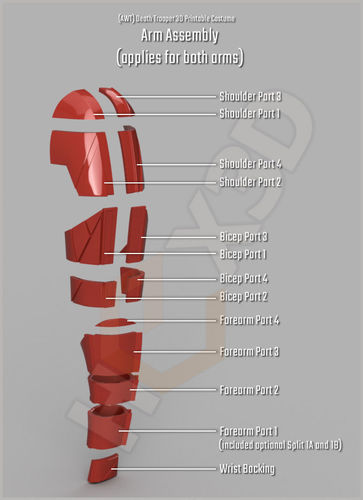 (AWT) Death Trooper 3D Printable Costume
Arm Assembly
(applies for both arms)
Shoulder Part 3
Shoulder Part 1
Shoulder Part 4
Shoulder Part 2
Bicep Part 3
Bicep Part 1
Bicep Part 4
Bicep Part 2
Forearm Part 4
Forearm Part 3
Forearm Part 2
Forearm Part 1
(included optional Split 1A and 1B)
Wrist Backing